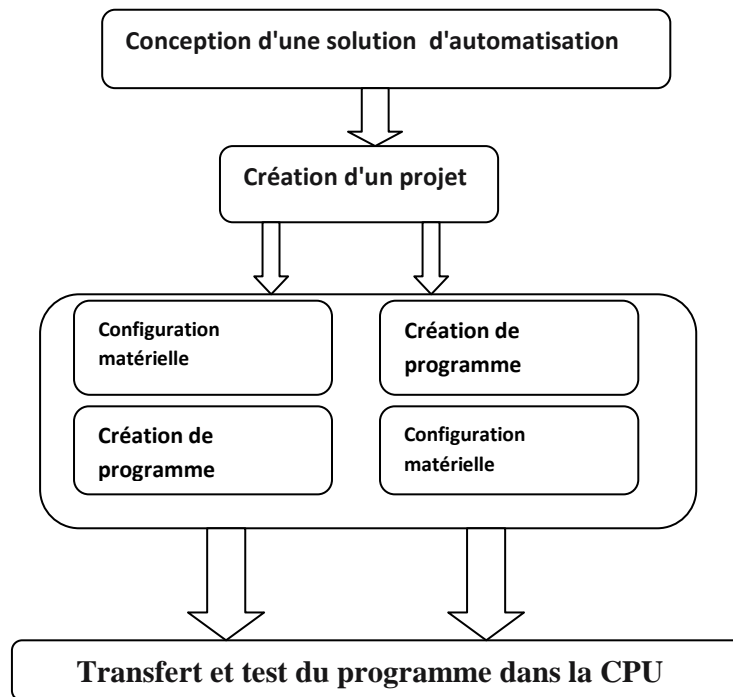 Conception d'une solution d'automatisation
Création d'un projet
Configuration
matérielle
Création de
programme
Création de
programme
Configuration
matérielle
Transfert et test du programme dans la CPU